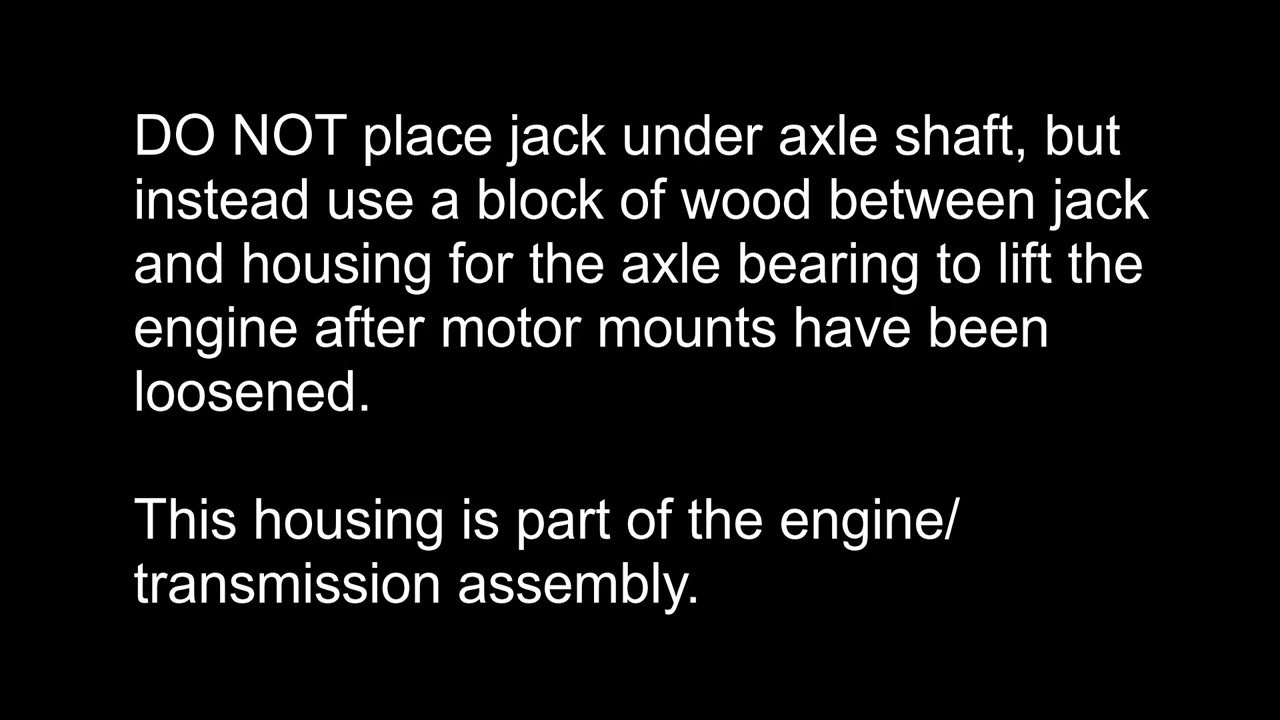 DO NOT place jack under axle shaft, but
instead use a block of wood between jack
and housing for the axle bearing to lift the
engine after motor mounts have been
loosened.
This housing is part of the engine/
transmission assembly.